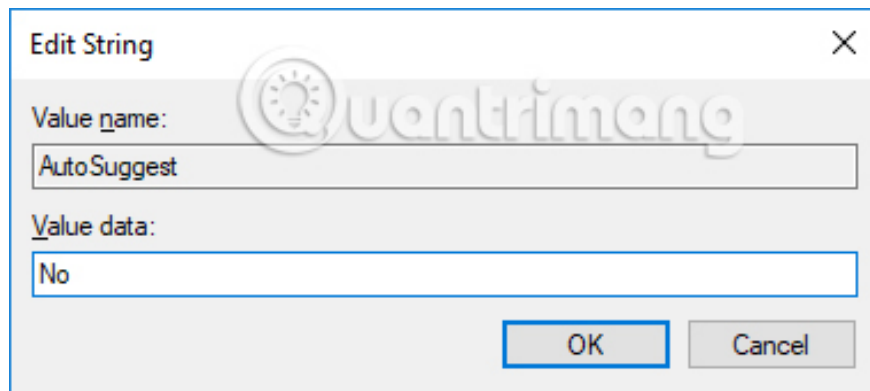 Edit String
Quantrimang
Value name:
AutoSuggest
Value data:
No
OK Cancel